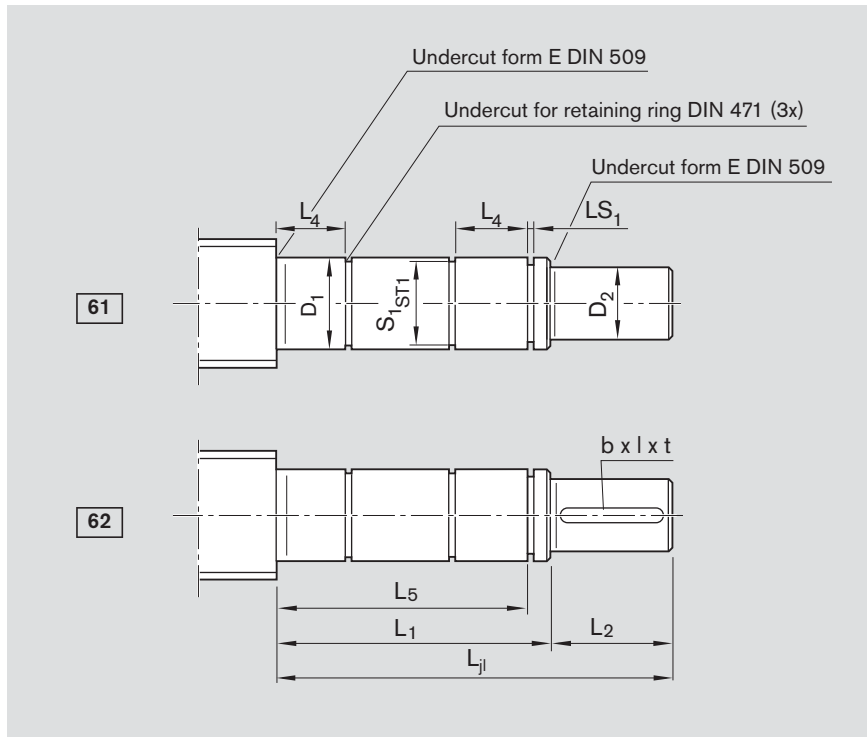 Undercut form E DIN 509
Undercut for retaining ring DIN 471 (3x)
Undercut form E DIN 509
L4
L4
LS1
61
D1
S1ST1
D2
b x l x t
62
L5
L1
L2
Ljl